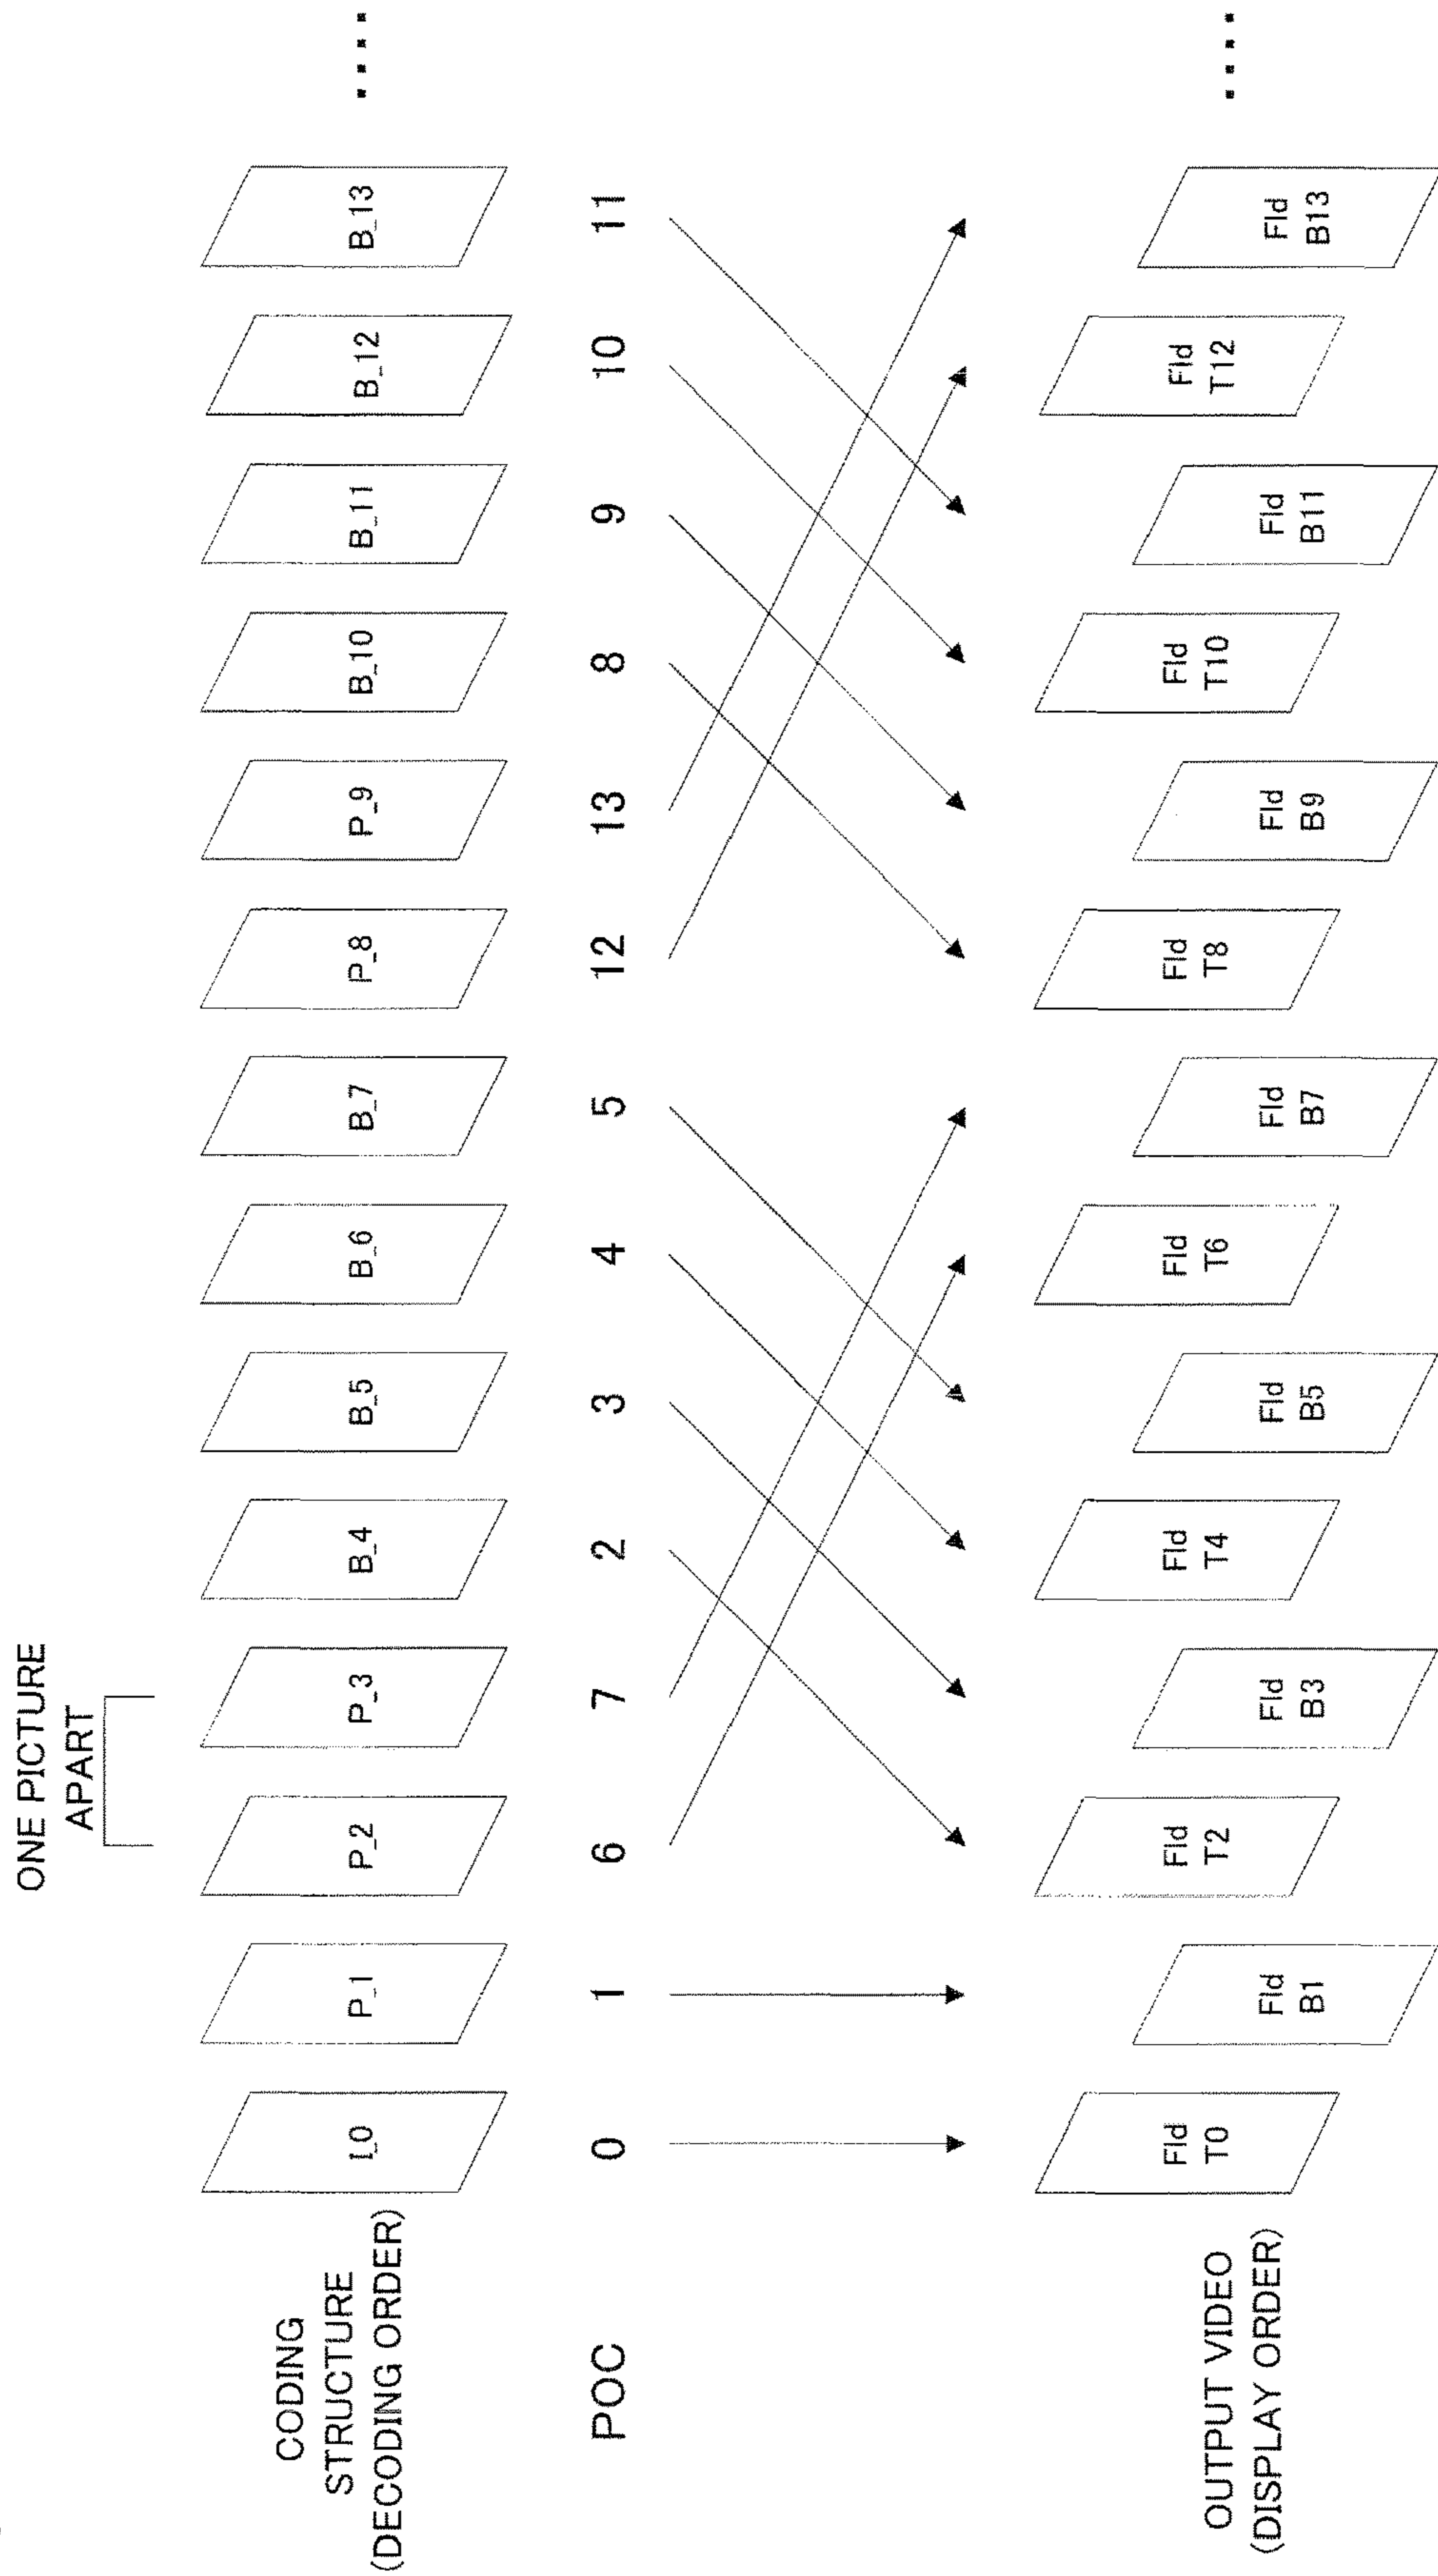 ONE PICTURE
APART
CODING
STRUCTURE
(DECODING ORDER)
I_0
P_1
P_2
P_3
B_4
B_5
B_6
B_7
P_8
P_9
B_10
B_11
B_12
B_13
POC
0
1
6
7
2
3
4
5
12
13
8
9
10
11
OUTPUT VIDEO
(DISPLAY ORDER)
Fld
T0
Fld
B1
Fld
T2
Fld
B3
Fld
T4
Fld
B5
Fld
T6
Fld
B7
Fld
T8
Fld
B9
Fld
T10
Fld
B11
Fld
T12
Fld
B13